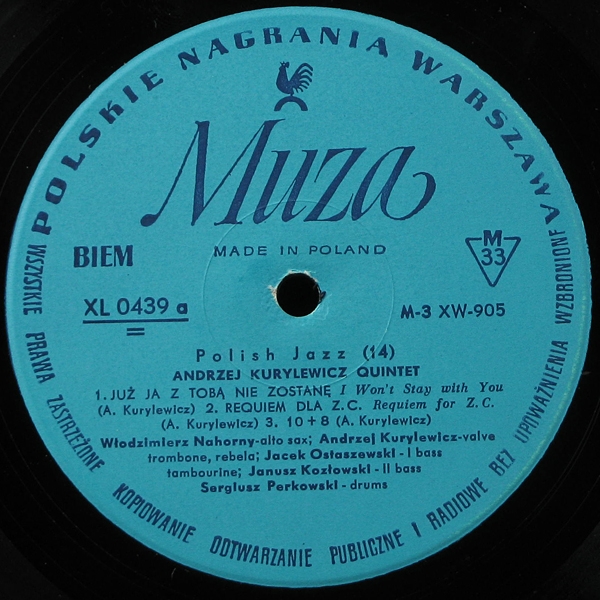 POLSKIE NAGRANIA WARSZAWA
Muza
MADE IN POLAND
BIEM
M
33
XL 0439 a
M-3 XW-905
Polish Jazz (14)
ANDRZEJ KURYLEWICZ QUINTET
1. JUŻ JA Z TOBĄ NIE ZOSTANĘ I Won't Stay with You
(A. Kurylewicz) 2. REQUIEM DLA Z.C. Requiem for Z. C.
(A. Kurylewicz) 3. 10+8 (A. Kurylewicz)
Włodzimierz Nahorny-alto sax; Andrzej Kurylewicz-valve
trombone, rebela; Jacek Ostaszewski - I bass
tambourine; Janusz Kozłowski - II bass
Sergiusz Perkowski - drums
WSZYSTKIE PRAWA ZASTRZEŻONE KOPIOWANIE ODTWARZANIE PUBLICZNE I RADIOWE BEZ UPOWAŻNIENIA WZBRONIONE